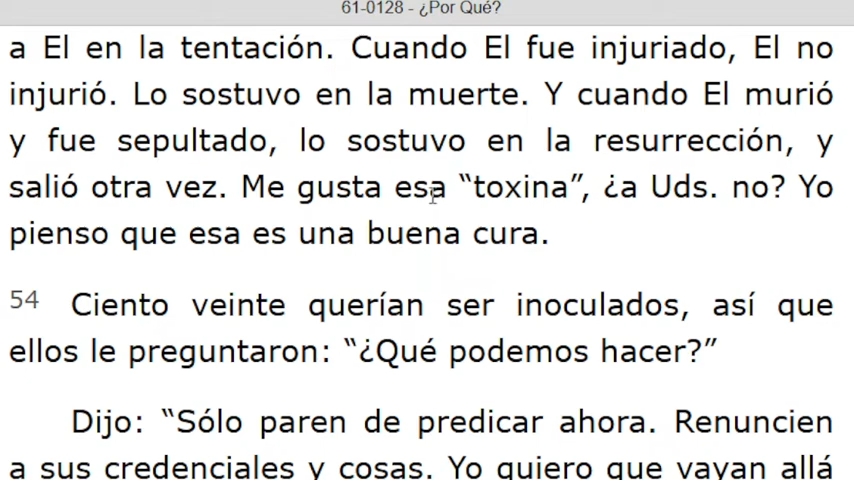 61-0128 - ¿Por Qué?
a El en la tentación. Cuando El fue injuriado, El no
injurió. Lo sostuvo en la muerte. Y cuando El murió
y fue sepultado, lo sostuvo en la resurrección, y
salió otra vez. Me gusta esa “toxina”, ¿a Uds. no? Yo
pienso que esa es una buena cura.
54 Ciento veinte querían ser inoculados, así que
ellos le preguntaron: “¿Qué podemos hacer?”
Dijo: “Sólo paren de predicar ahora. Renuncien
a sus credenciales y cosas. Yo quiero que vayan allá